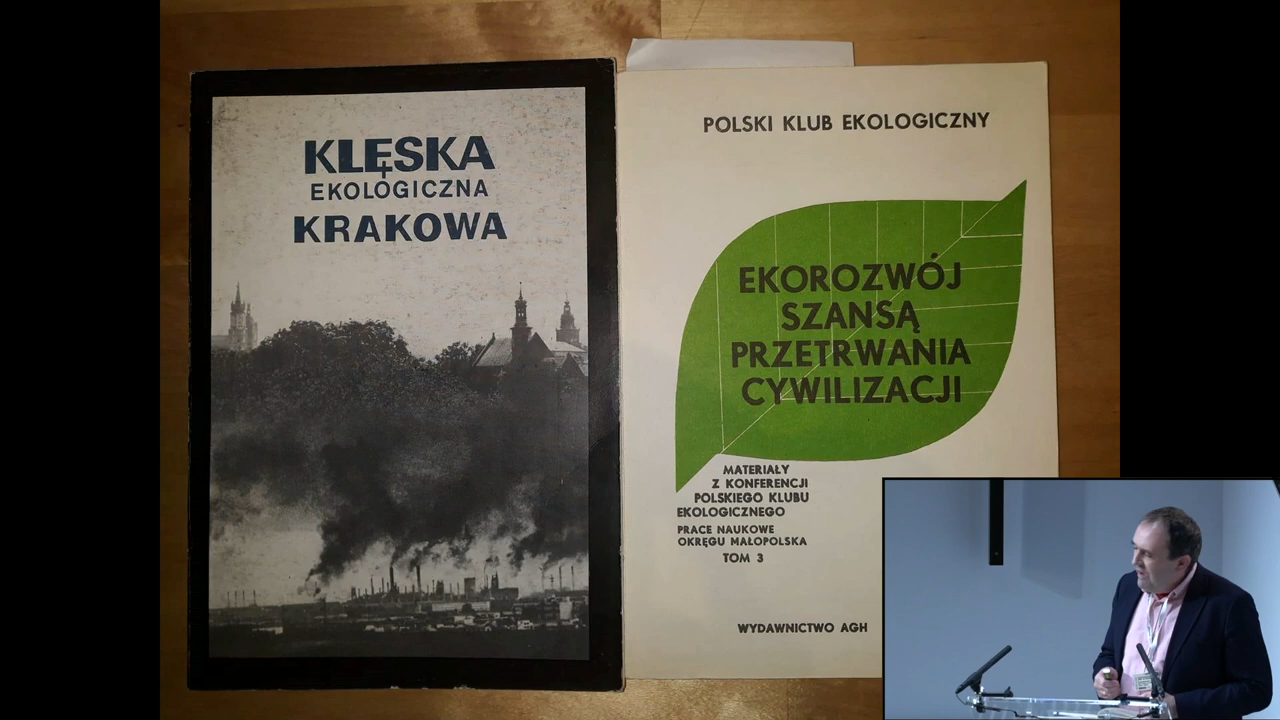 KLĘSKA
EKOLOGICZNA
KRAKOWA
POLSKI KLUB EKOLOGICZNY
EKOROZWÓJ
SZANSĄ
PRZETRWANIA
CYWILIZACJI
MATERIAŁY
Z KONFERENCJI
POLSKIEGO KLUBU
EKOLOGICZNEGO
PRACE NAUKOWE
OKRĘGU MAŁOPOLSKA
TOM 3
WYDAWNICTWO AGH